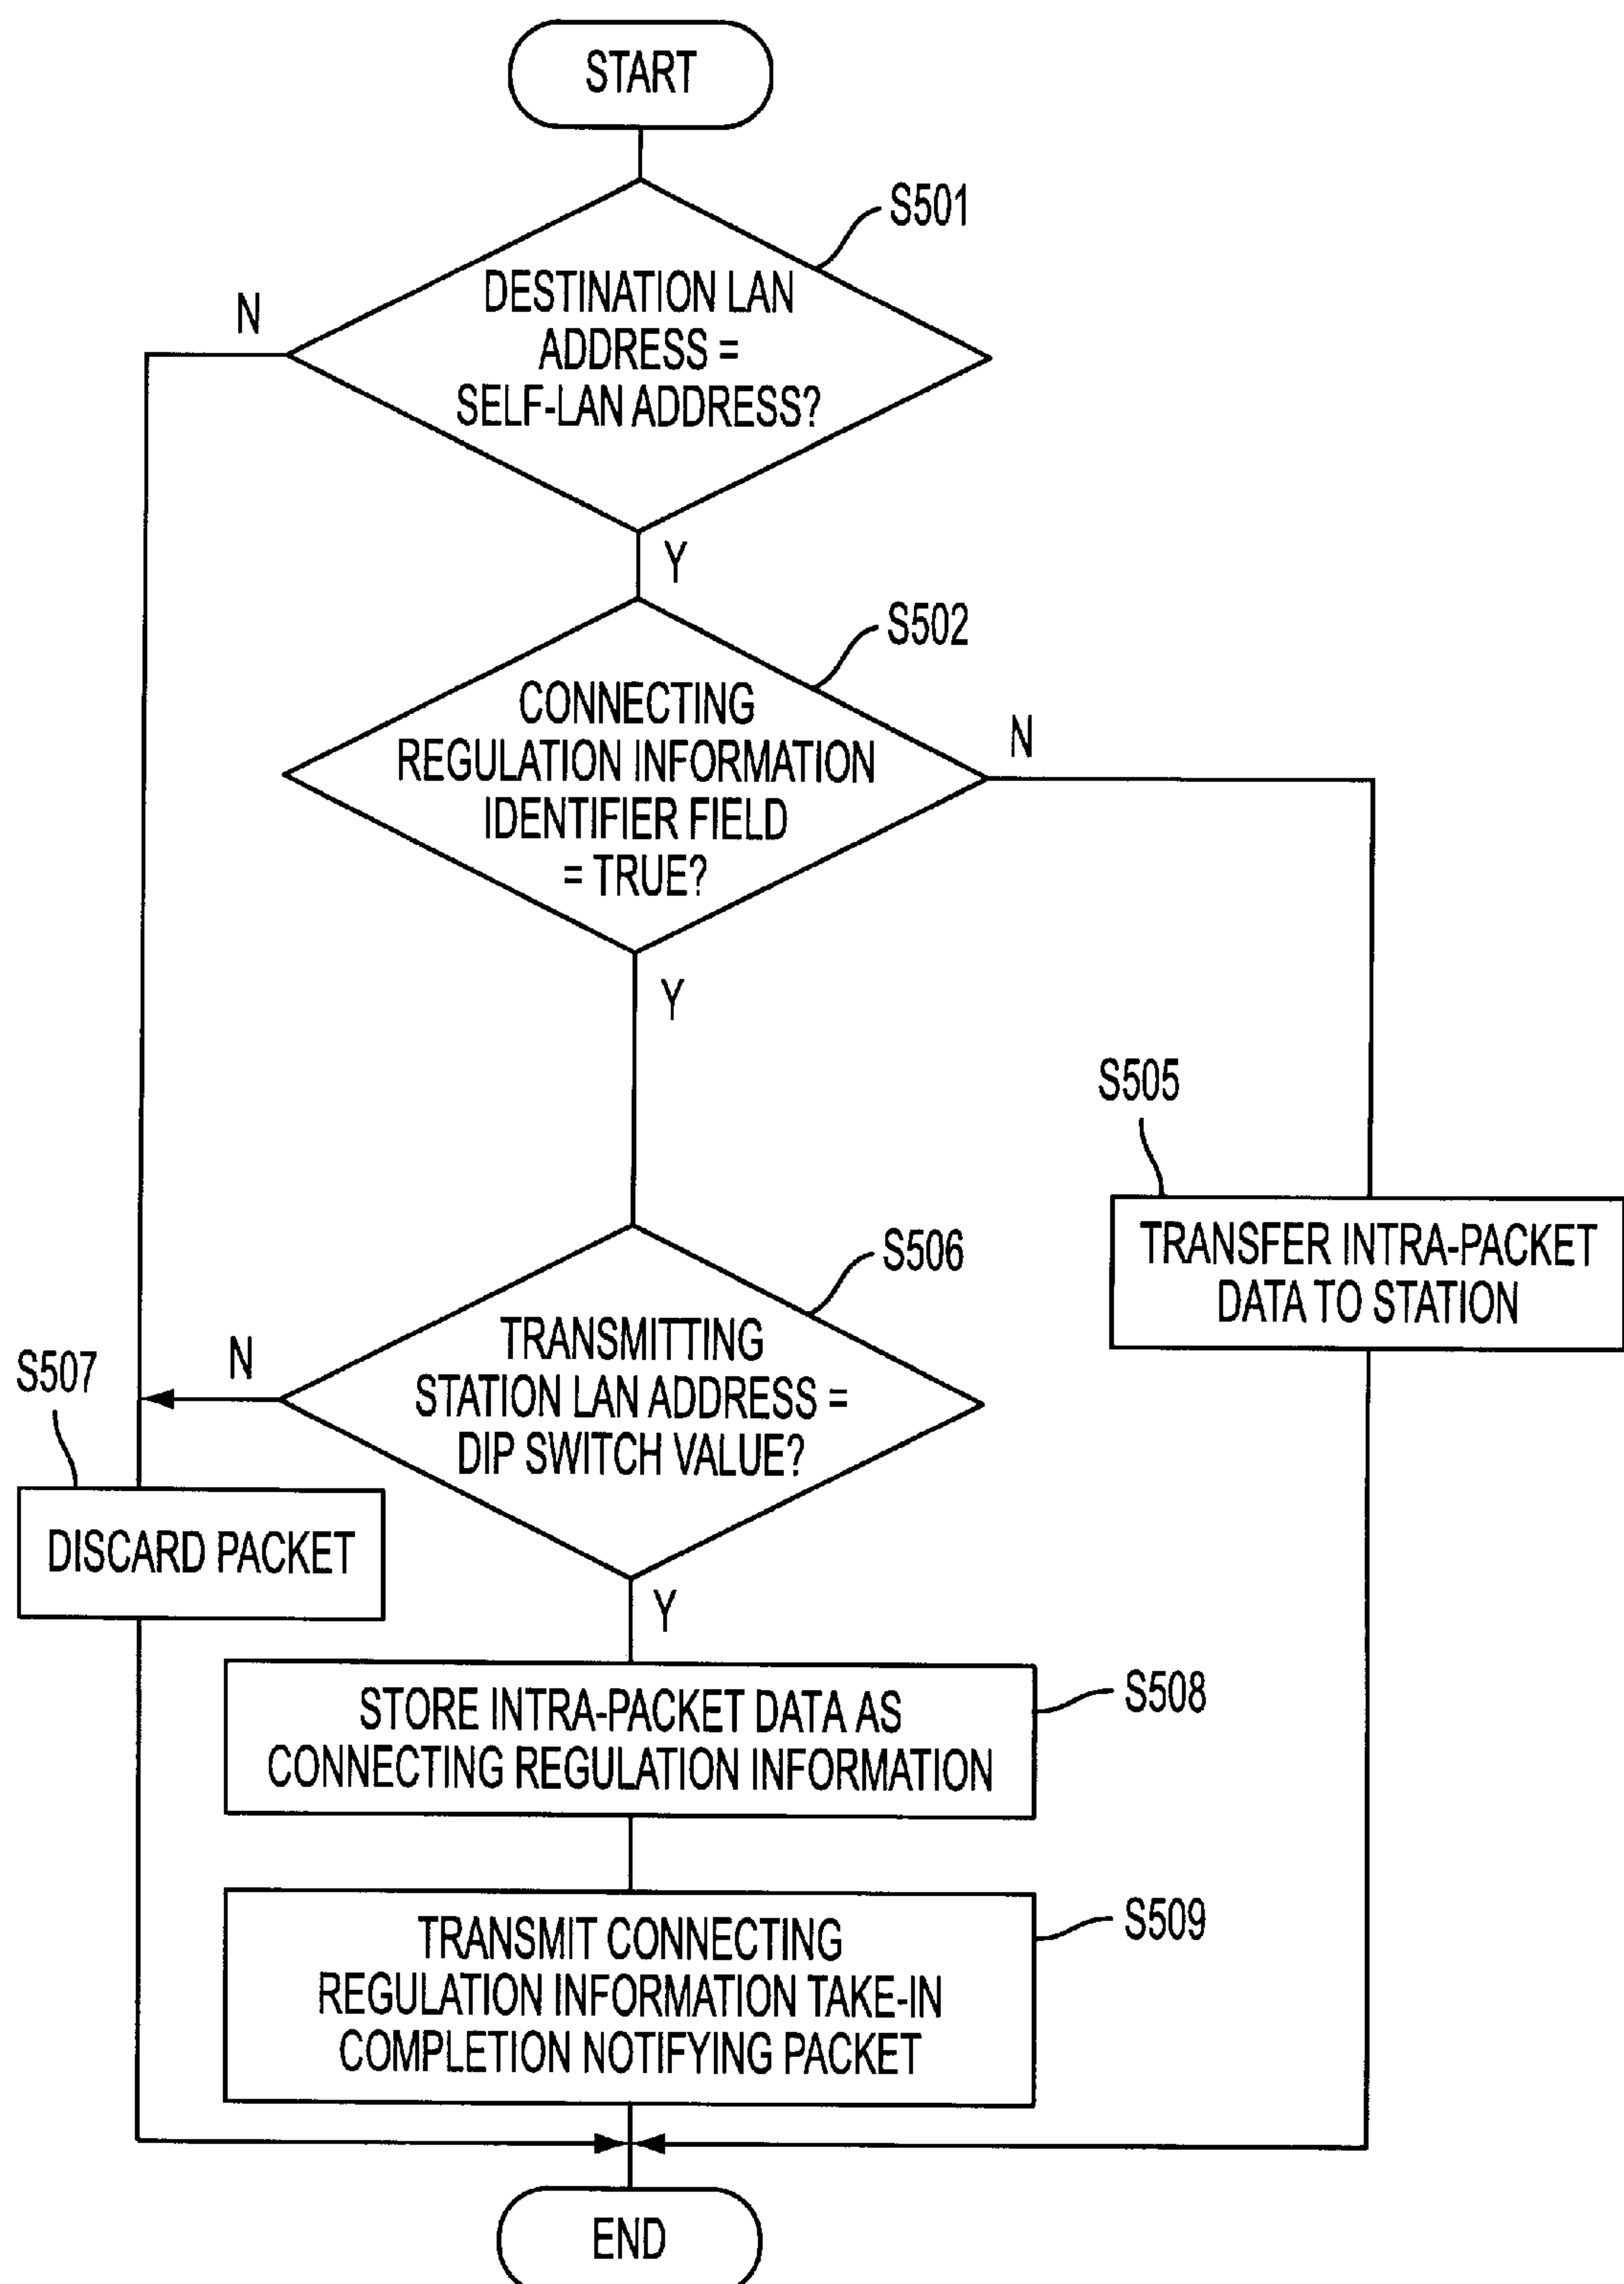 START
S501
DESTINATION LAN
ADDRESS =
SELF-LAN ADDRESS?
N
Y
S502
CONNECTING
REGULATION INFORMATION
IDENTIFIER FIELD
= TRUE?
N
Y
S505
TRANSFER INTRA-PACKET
DATA TO STATION
S506
TRANSMITTING
STATION LAN ADDRESS =
DIP SWITCH VALUE?
N
S507
DISCARD PACKET
Y
STORE INTRA-PACKET DATA AS
CONNECTING REGULATION INFORMATION
S508
TRANSMIT CONNECTING
REGULATION INFORMATION TAKE-IN
COMPLETION NOTIFYING PACKET
S509
END